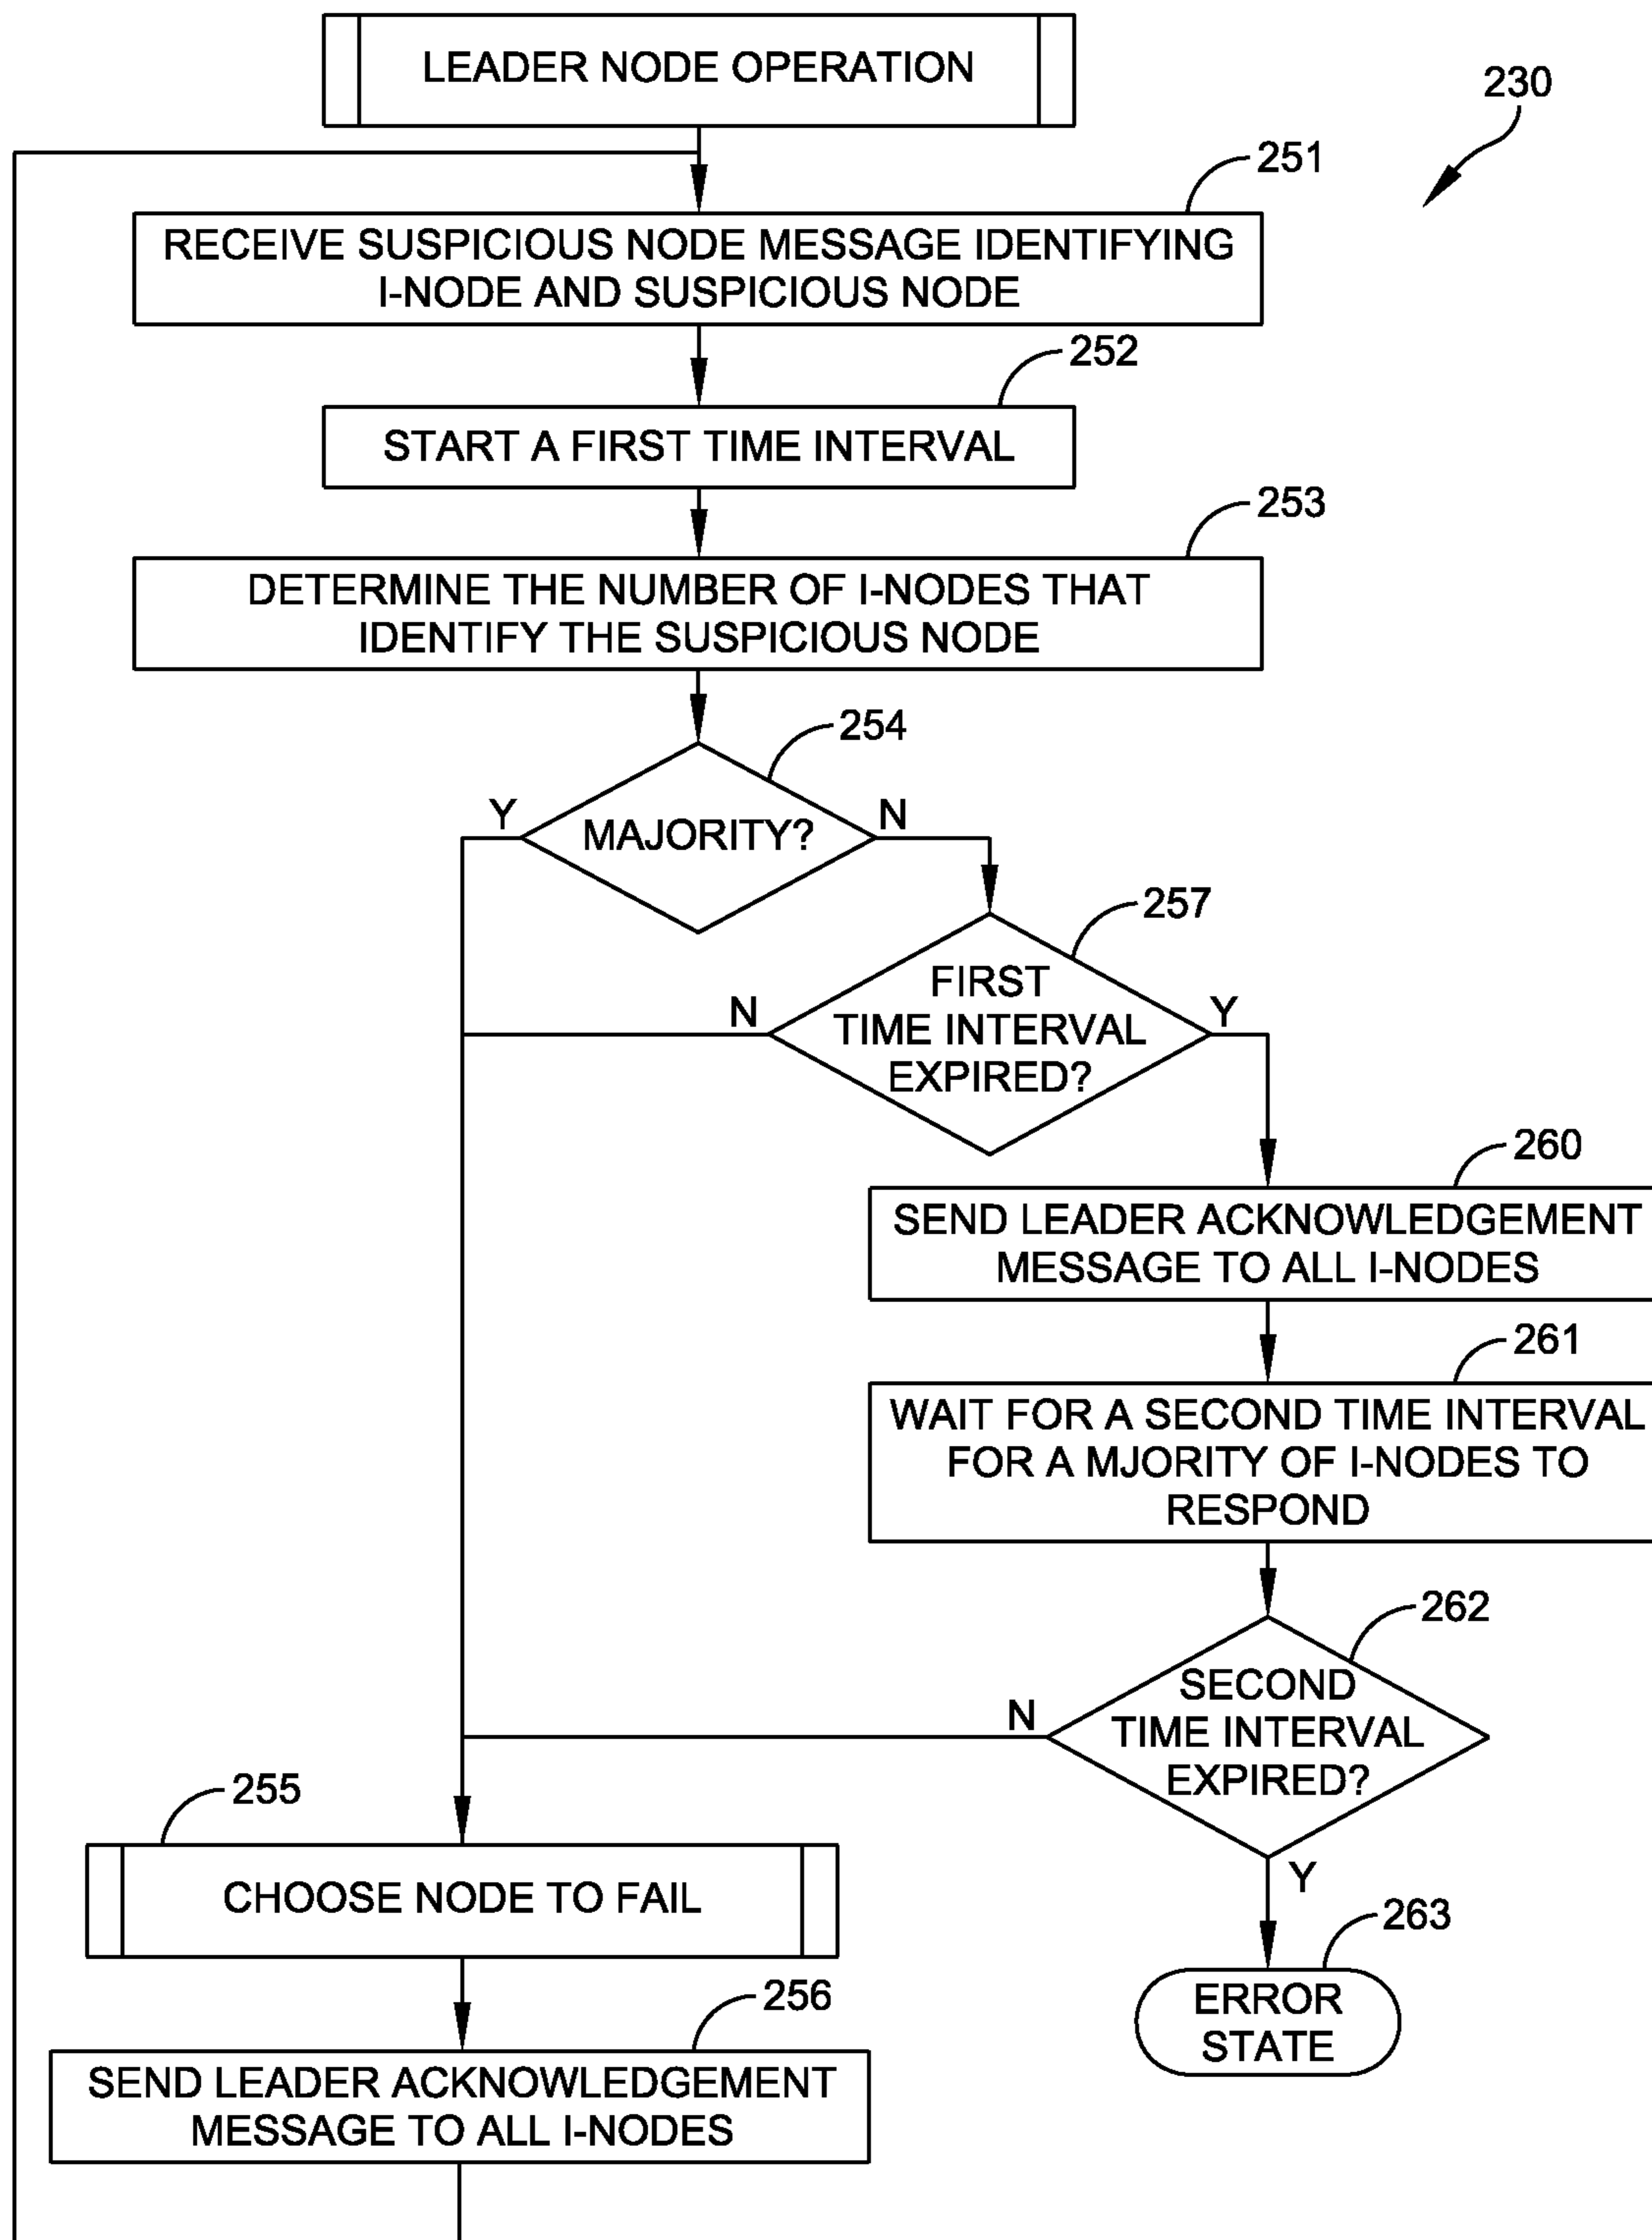 LEADER NODE OPERATION
230
251
RECEIVE SUSPICIOUS NODE MESSAGE IDENTIFYING
I-NODE AND SUSPICIOUS NODE
252
START A FIRST TIME INTERVAL
253
DETERMINE THE NUMBER OF I-NODES THAT
IDENTIFY THE SUSPICIOUS NODE
254
Y
MAJORITY?
N
257
FIRST
TIME INTERVAL
EXPIRED?
N
Y
260
SEND LEADER ACKNOWLEDGEMENT
MESSAGE TO ALL I-NODES
261
WAIT FOR A SECOND TIME INTERVAL
FOR A MJORITY OF I-NODES TO
RESPOND
262
SECOND
TIME INTERVAL
EXPIRED?
N
Y
255
CHOOSE NODE TO FAIL
263
ERROR
STATE
256
SEND LEADER ACKNOWLEDGEMENT
MESSAGE TO ALL I-NODES